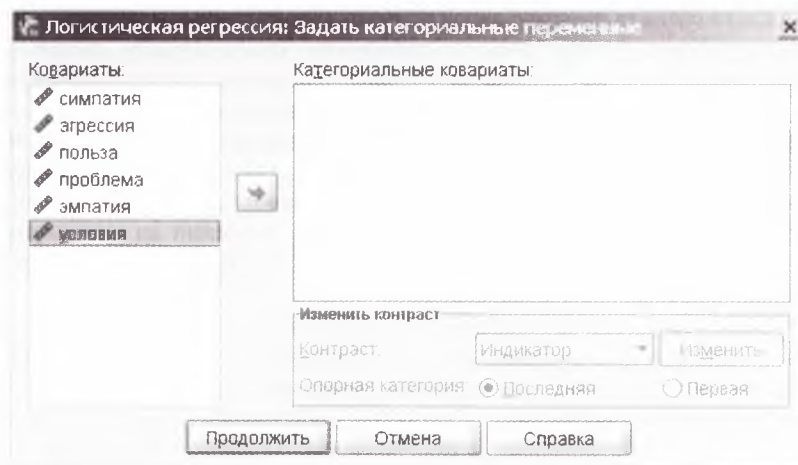 Логистическая регрессия: Задать категориальные переменные
Ковариаты:
Категориальные ковариаты:
симпатия
агрессия
польза
проблема
эмпатия
условия
Изменить контраст
Контраст:
Индикатор
Изменить
Опорная категория:
Последняя
Первая
Продолжить
Отмена
Справка